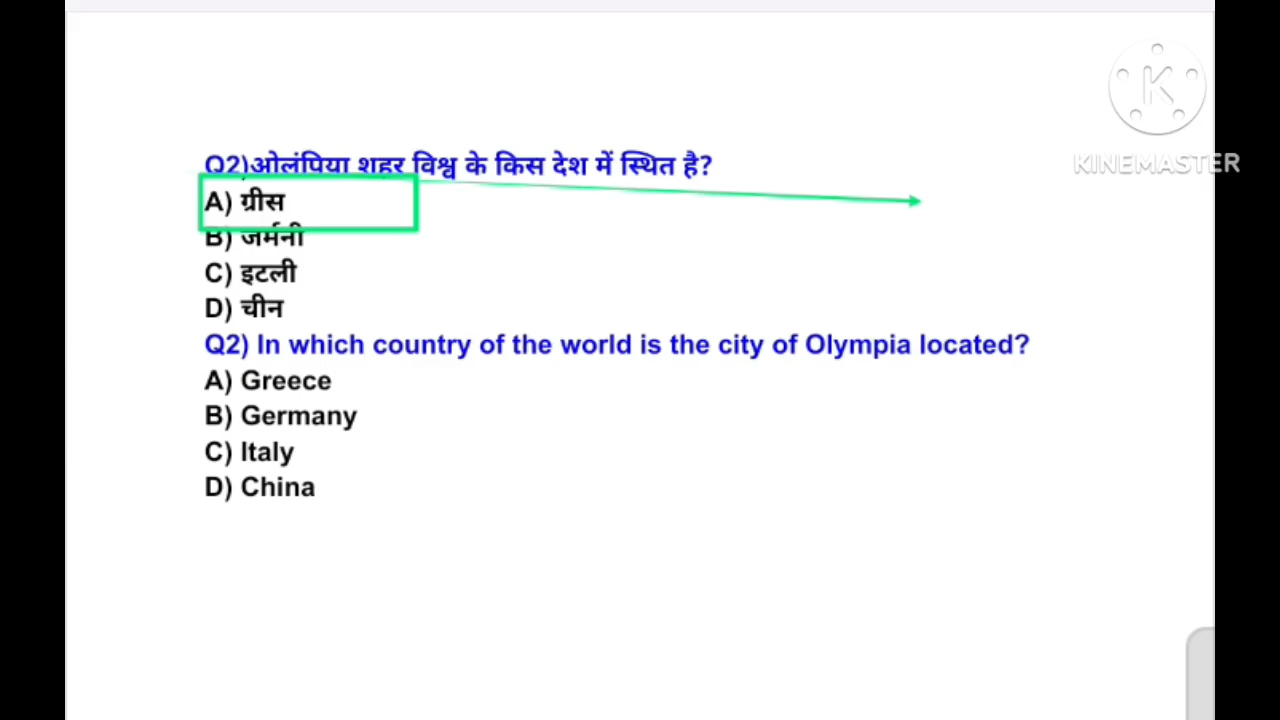 Q2)ओलंपिया शहर विश्व के किस देश में स्थित है?
A) ग्रीस
B) जर्मनी
C) इटली
D) चीन
Q2) In which country of the world is the city of Olympia located?
A) Greece
B) Germany
C) Italy
D) China
K
KINEMASTER